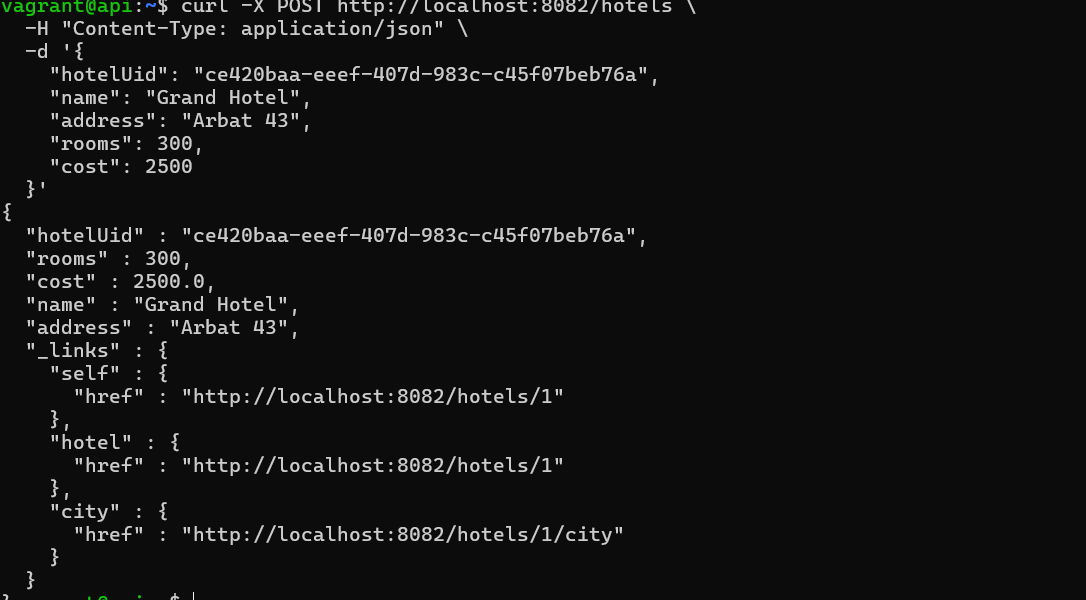 vagrant@api:~$ curl -X POST http://localhost:8082/hotels \
  -H "Content-Type: application/json" \
  -d '{
    "hotelUid": "ce420baa-eeef-407d-983c-c45f07beb76a",
    "name": "Grand Hotel",
    "address": "Arbat 43",
    "rooms": 300,
    "cost": 2500
  }'
{
  "hotelUid" : "ce420baa-eeef-407d-983c-c45f07beb76a",
  "rooms" : 300,
  "cost" : 2500.0,
  "name" : "Grand Hotel",
  "address" : "Arbat 43",
  "_links" : {
    "self" : {
      "href" : "http://localhost:8082/hotels/1"
    },
    "hotel" : {
      "href" : "http://localhost:8082/hotels/1"
    },
    "city" : {
      "href" : "http://localhost:8082/hotels/1/city"
    }
  }